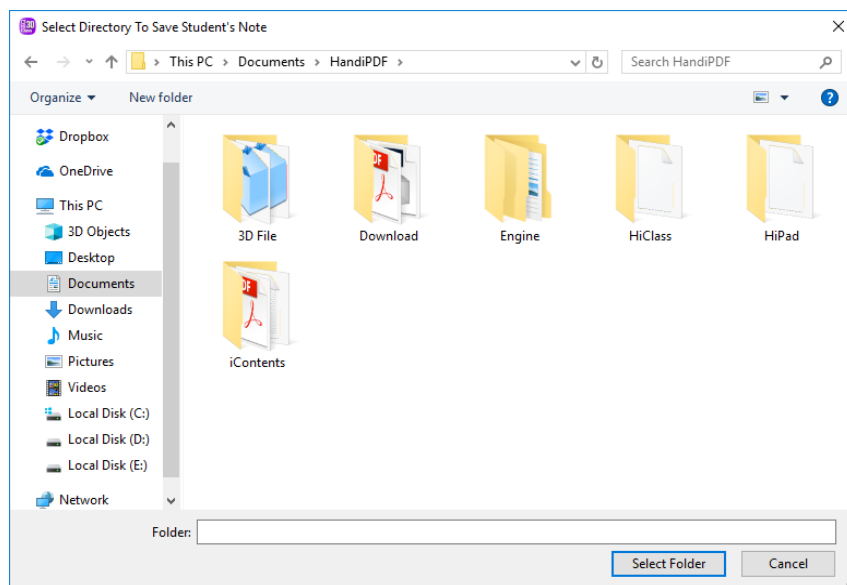 Select Directory To Save Student's Note
This PC > Documents > HandiPDF >
Search HandiPDF
Organize
New folder
Dropbox
OneDrive
This PC
3D Objects
Desktop
Documents
Downloads
Music
Pictures
Videos
Local Disk (C:)
Local Disk (D:)
Local Disk (E:)
Network
3D File
Download
Engine
HiClass
HiPad
iContents
Folder:
Select Folder
Cancel